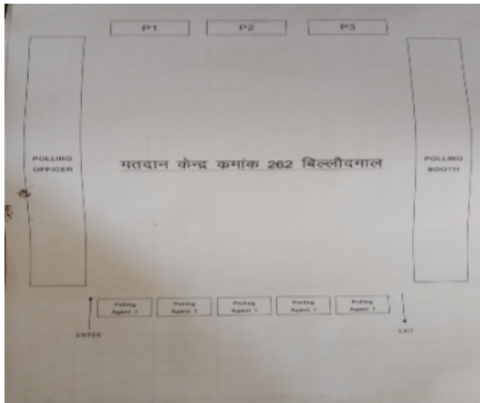 P1 P2 P3
POLLING
OFFICER
मतदान केन्द्र कमांक 262 बिल्लौदमाल
POLLING
BOOTH
Polling
Agent 1
Polling
Agent 1
Polling
Agent 1
Polling
Agent 1
Polling
Agent 1
ENTER
EXIT